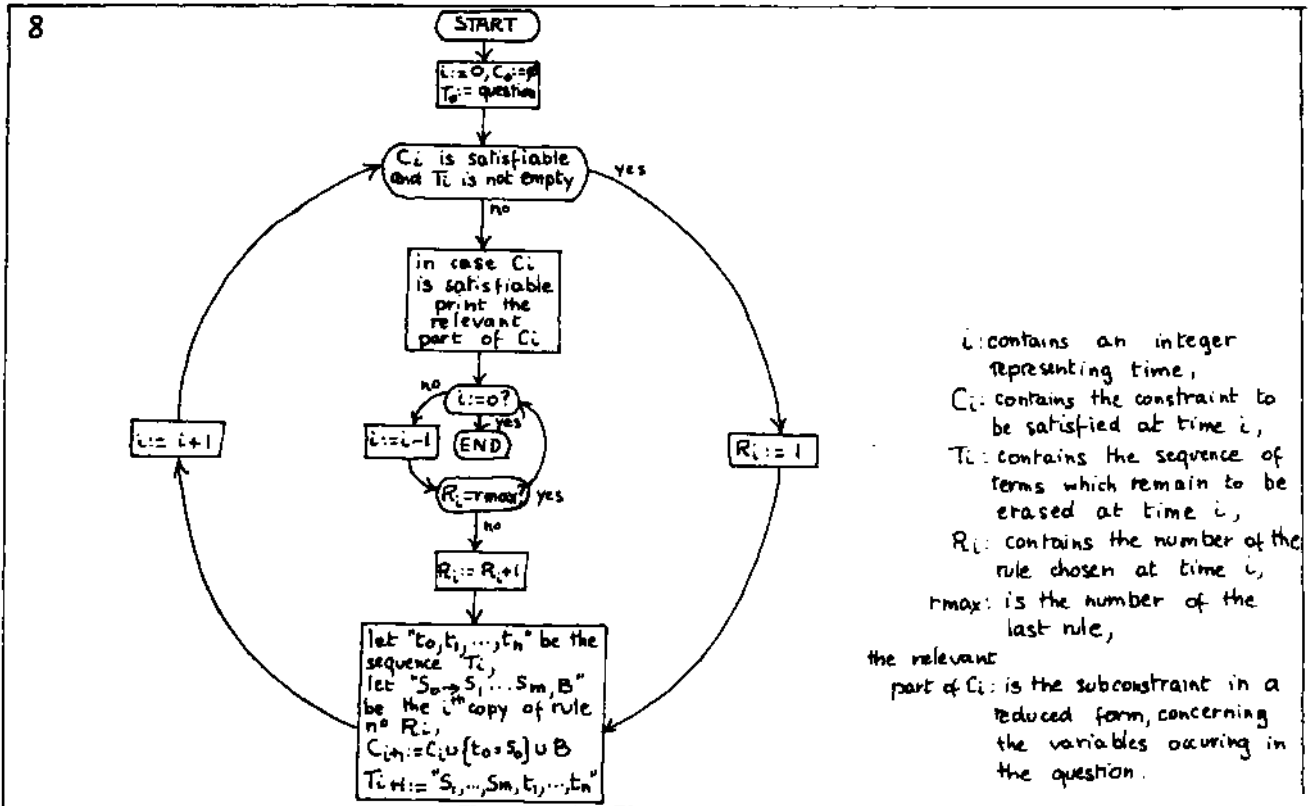 8
START
i:=0, C₀:=∅
T₀:= question
Ci is satisfiable
and Ti is not empty
yes
no
in case Ci
is satisfiable
print the
relevant
part of Ci
no
i:=0?
yes
END
i:=i-1
Ri=rmax?
yes
no
Ri:= Ri+1
i:= i+1
Ri:= 1
let "t₀,t₁,...,tn" be the
sequence Ti,
let "S₀→S₁...Sm,B"
be the iᵗʰ copy of rule
nº Ri,
Ci+1:=Ci∪{t₀=S₀}∪B
Ti+1:="S₁,...,Sm,t₁,...,tn"
i: contains an integer
representing time,
Ci: contains the constraint to
be satisfied at time i,
Ti: contains the sequence of
terms which remain to be
erased at time i,
Ri: contains the number of the
rule chosen at time i,
rmax: is the number of the
last rule,
the relevant
part of Ci: is the subconstraint in a
reduced form, concerning
the variables occuring in
the question.